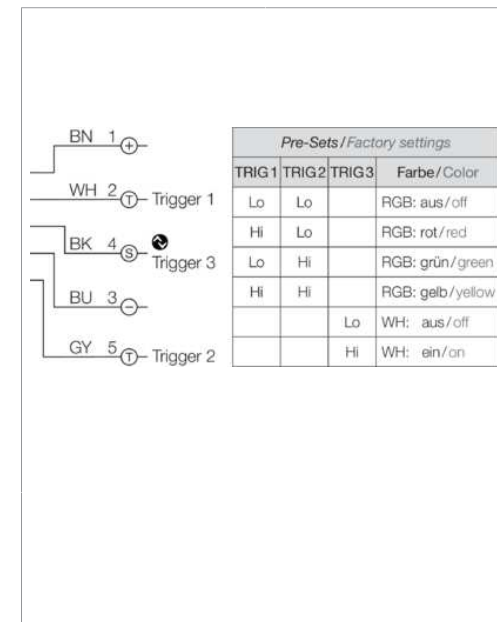 BN 1 +
WH 2 T Trigger 1
BK 4 S Trigger 3
BU 3 −
GY 5 T Trigger 2
Pre-Sets/Factory settings
TRIG1 TRIG2 TRIG3 Farbe/Color
Lo Lo RGB: aus/off
Hi Lo RGB: rot/red
Lo Hi RGB: grün/green
Hi Hi RGB: gelb/yellow
Lo WH: aus/off
Hi WH: ein/on